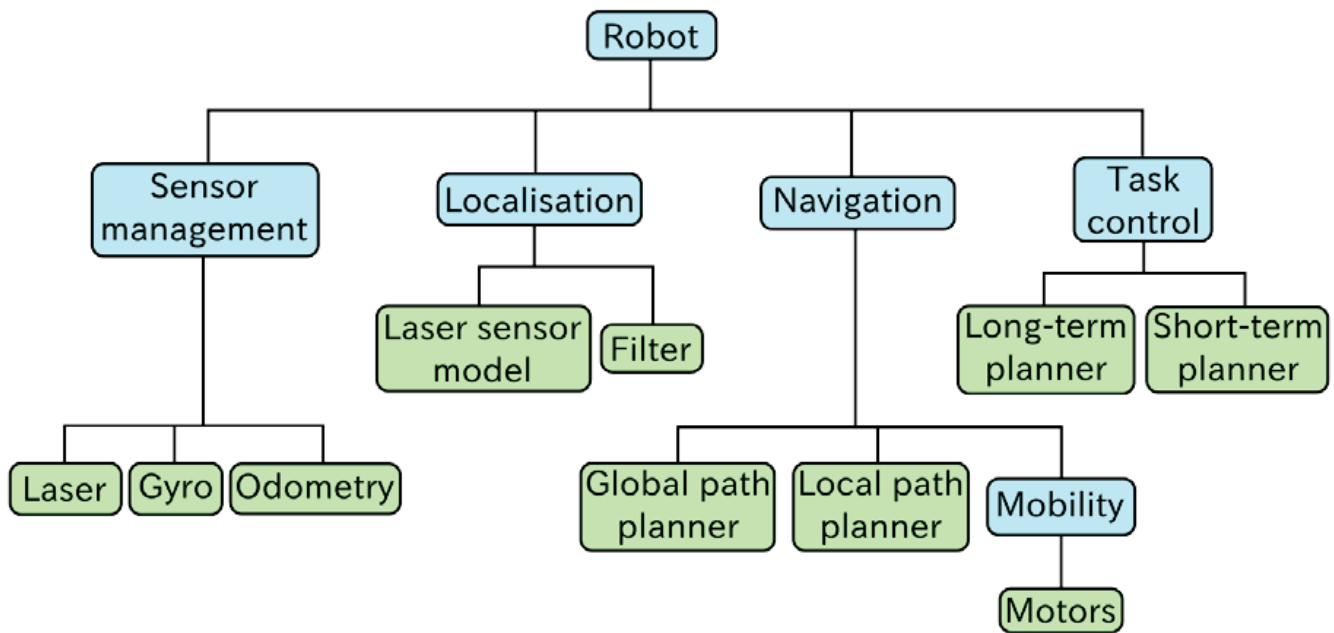 Robot
Sensor
management
Localisation
Navigation
Task
control
Laser sensor
model
Filter
Long-term
planner
Short-term
planner
Laser
Gyro
Odometry
Global path
planner
Local path
planner
Mobility
Motors